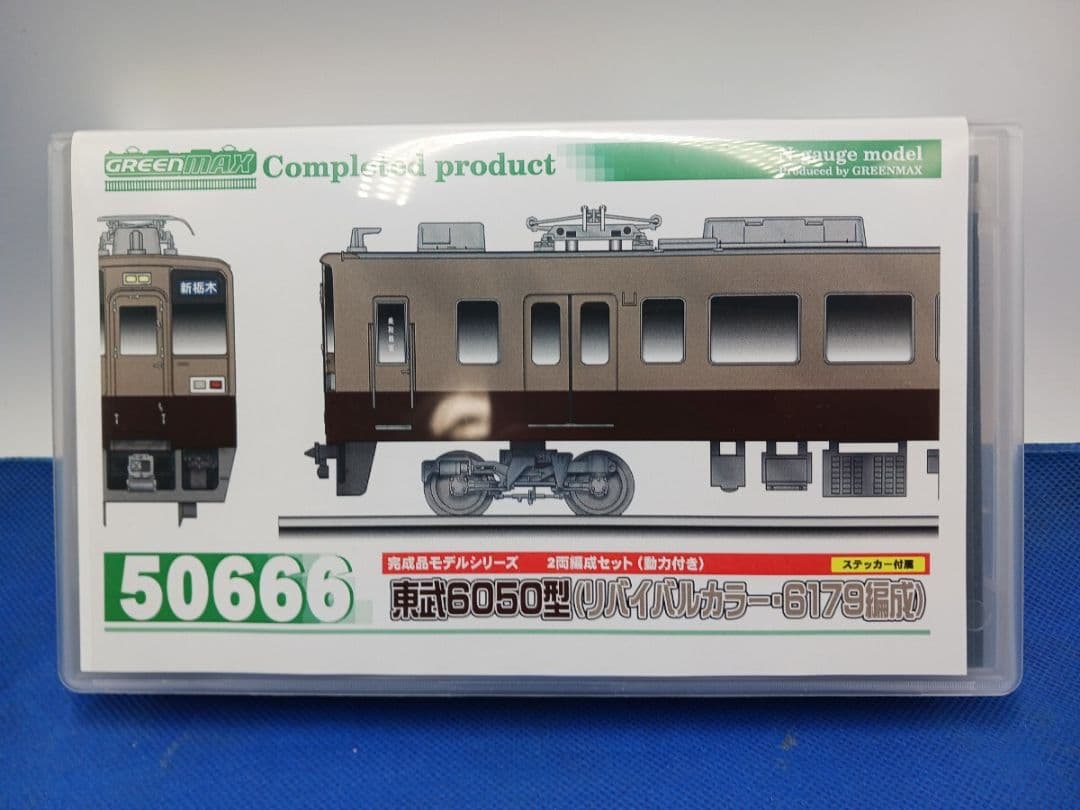 GREENMAX Completed product
N-gauge model
Produced by GREENMAX
新栃木
50666
完成品モデルシリーズ 2両編成セット(動力付き) ステッカー付属
東武6050型(リバイバルカラー・6179編成)